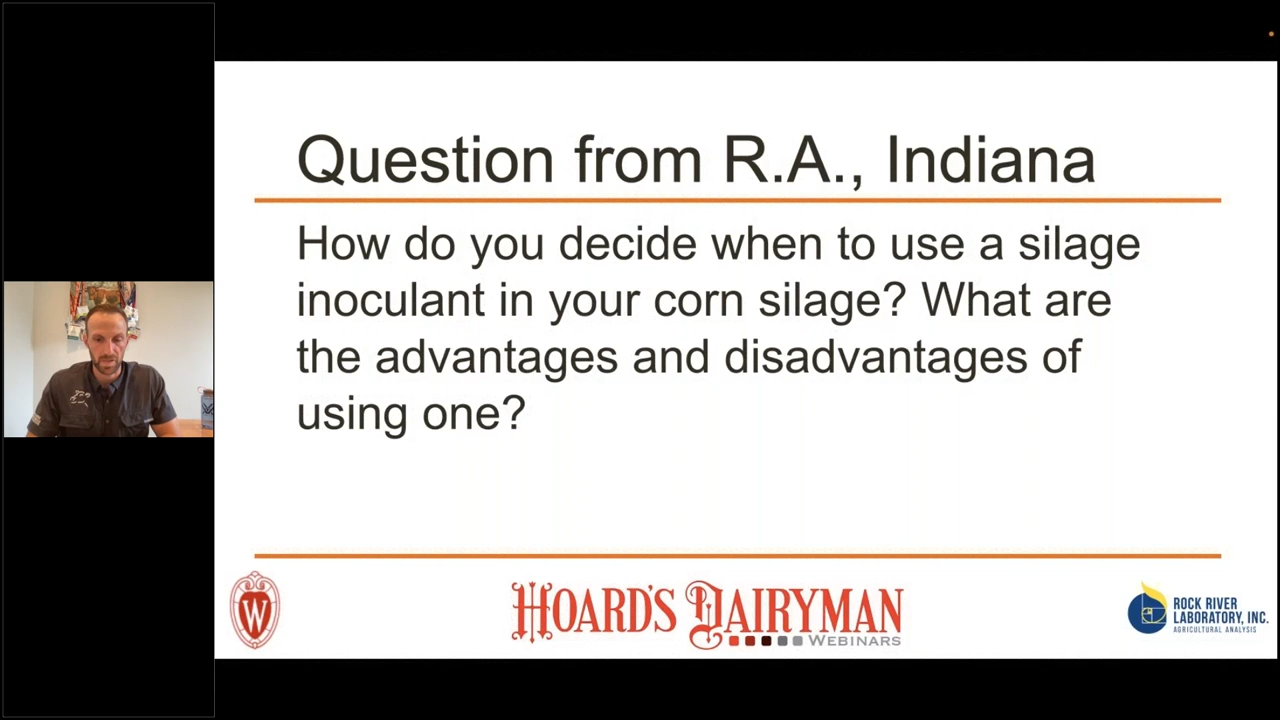 Question from R.A., Indiana
How do you decide when to use a silage
inoculant in your corn silage? What are
the advantages and disadvantages of
using one?
W
HOARD'S DAIRYMAN
WEBINARS
ROCK RIVER
LABORATORY, INC.
AGRICULTURAL ANALYSIS